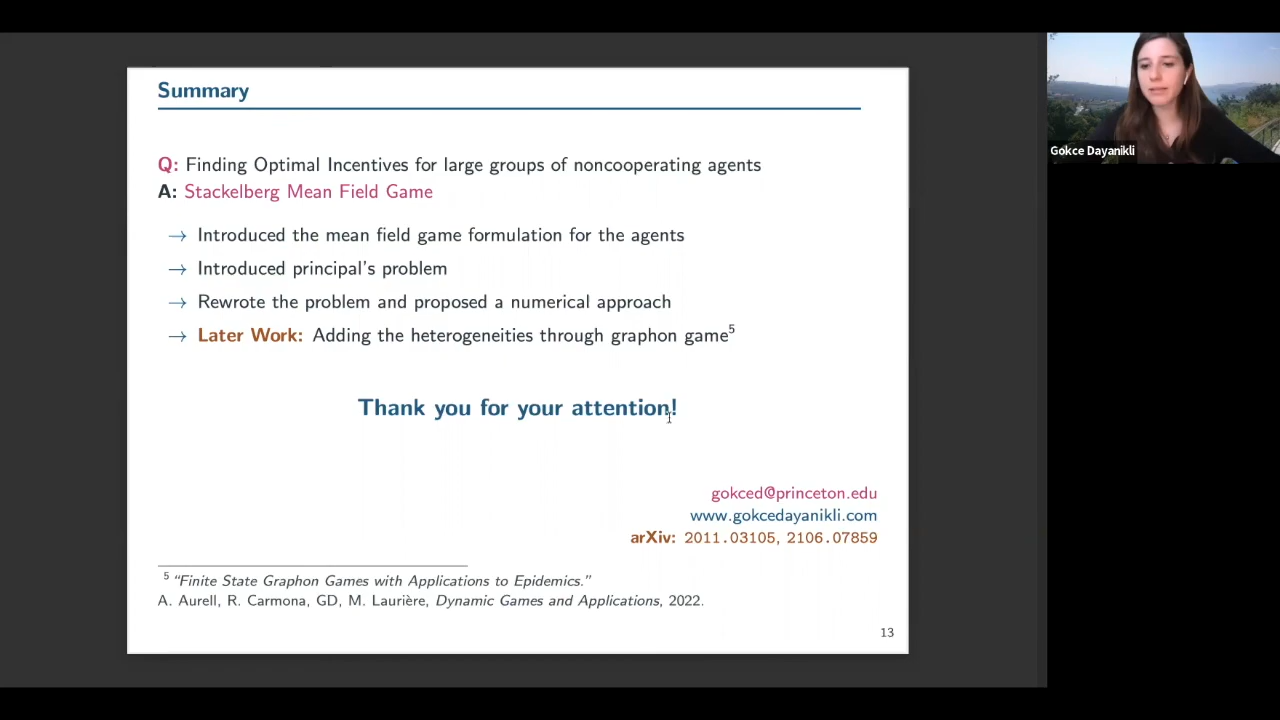 Summary
Q: Finding Optimal Incentives for large groups of noncooperating agents
A: Stackelberg Mean Field Game
→ Introduced the mean field game formulation for the agents
→ Introduced principal's problem
→ Rewrote the problem and proposed a numerical approach
→ Later Work: Adding the heterogeneities through graphon game⁵
Thank you for your attention!
gokced@princeton.edu
www.gokcedayanikli.com
arXiv: 2011.03105, 2106.07859
⁵ “Finite State Graphon Games with Applications to Epidemics.”
A. Aurell, R. Carmona, GD, M. Laurière, Dynamic Games and Applications, 2022.
13
Gokce Dayanikli